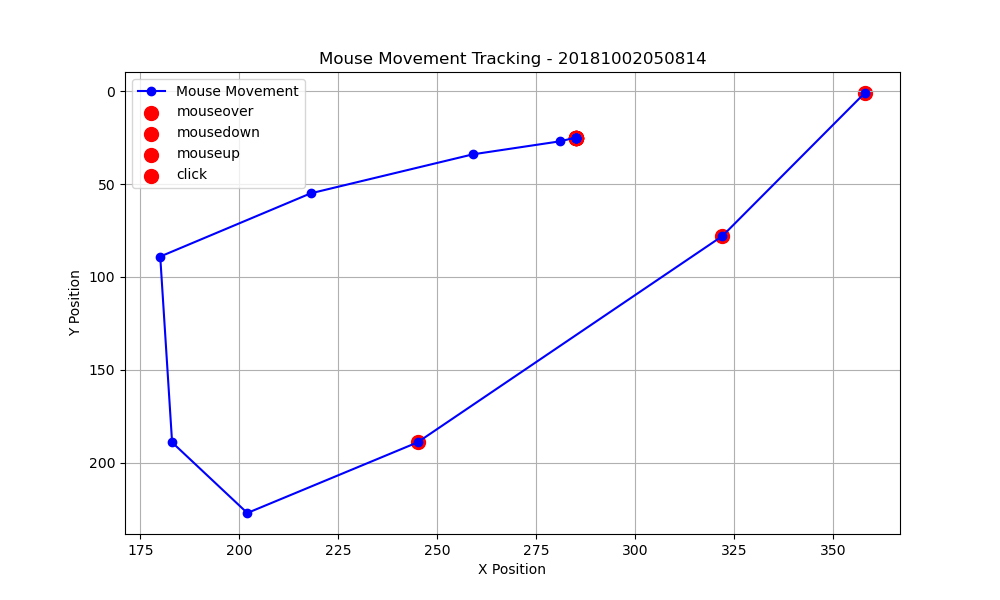 Mouse Movement Tracking - 20181002050814
Mouse Movement
mouseover
mousedown
mouseup
click
0
50
100
150
200
Y Position
175 200 225 250 275 300 325 350
X Position